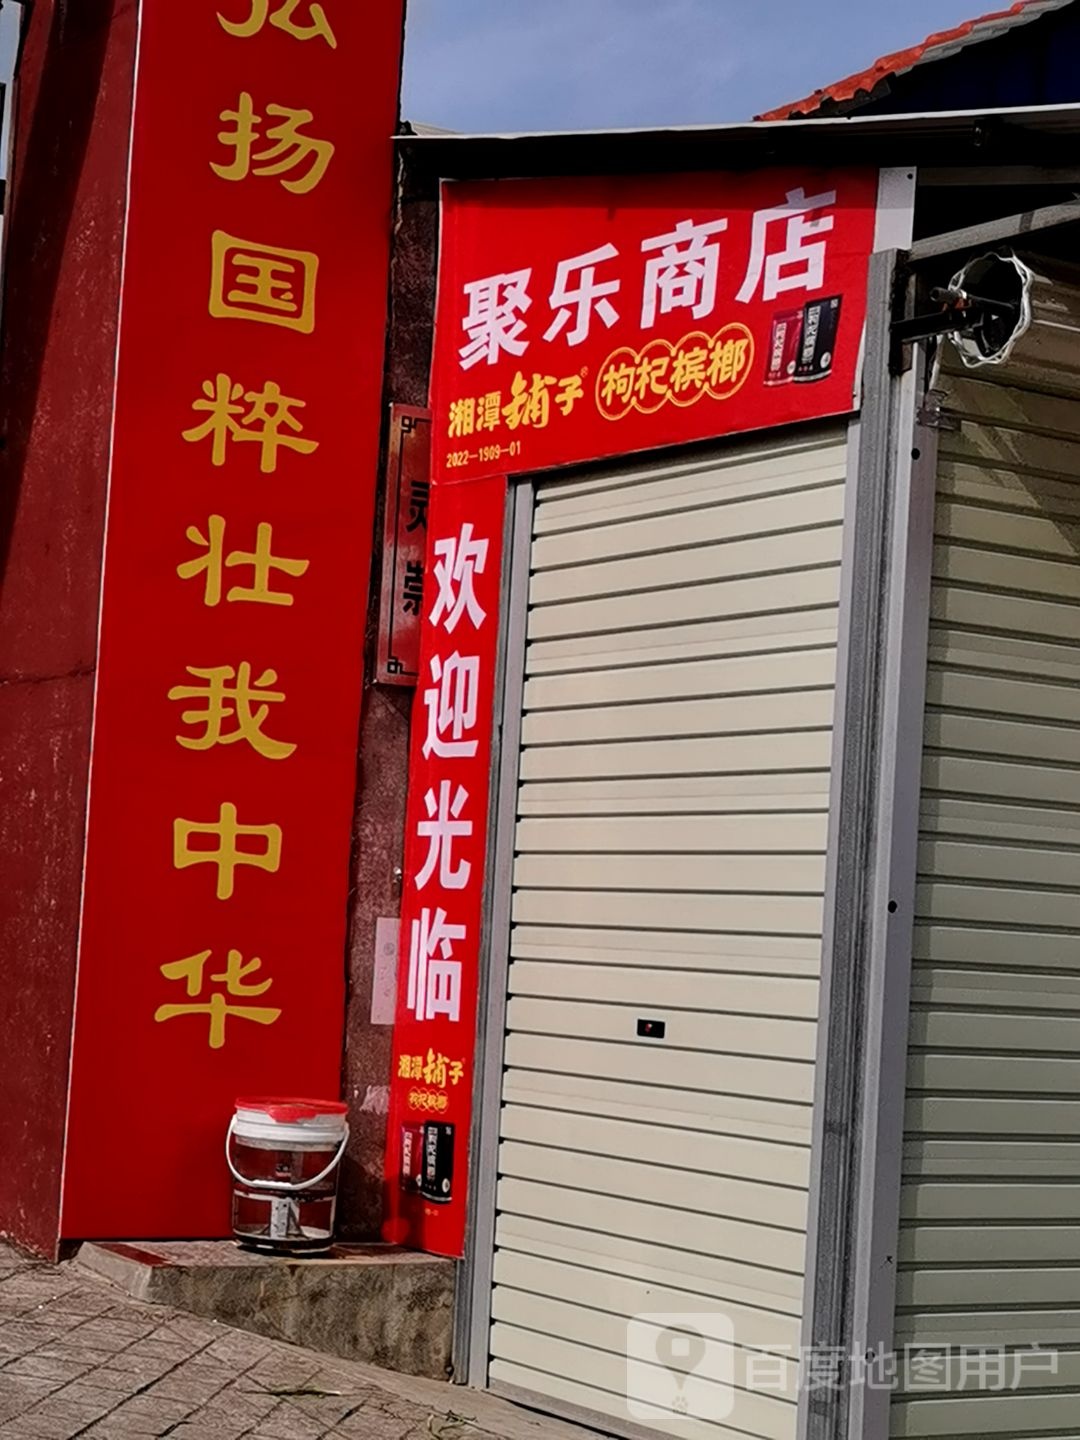 弘扬国粹壮我中华
聚乐商店
湘潭铺子® 枸杞槟榔
2022-1909-01
欢迎光临
湘潭铺子
枸杞槟榔
百度地图用户